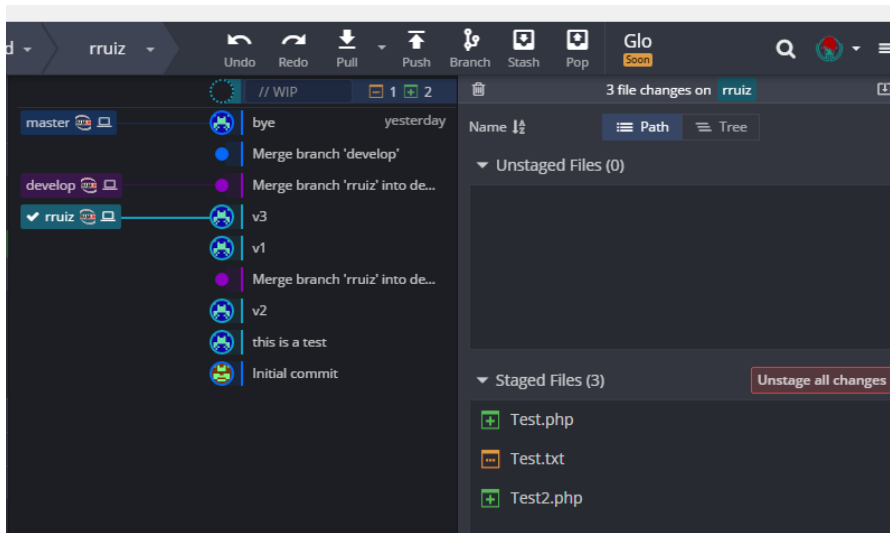 d rruiz
Undo Redo Pull Push Branch Stash Pop Glo Soon
// WIP 1 2
3 file changes on rruiz
master bye yesterday
Name
Path Tree
Merge branch 'develop'
Unstaged Files (0)
develop Merge branch 'rruiz' into de...
rruiz v3
v1
Merge branch 'rruiz' into de...
v2
this is a test
Initial commit
Staged Files (3) Unstage all changes
Test.php
Test.txt
Test2.php